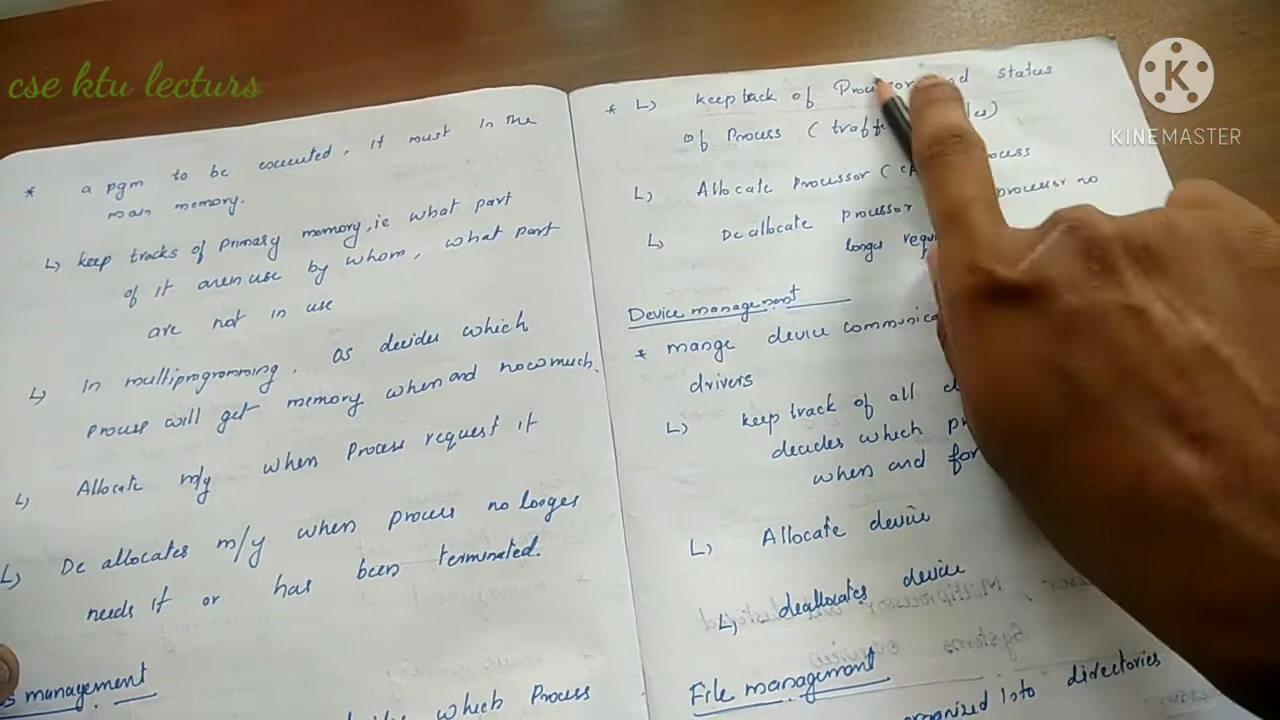 cse ktu lecturs
KINEMASTER
* a pgm to be executed, it must in the
main memory.
↳ keep tracks of primary memory, ie what part
of it are in use by whom, what part
are not in use
↳ In multiprogramming, OS decides which
process will get memory when and how much.
↳ Allocate m/y when process request it
↳ De allocates m/y when process no longer
needs it or has been terminated.
management
which Process
* ↳ keep track of Processor and status
of Process (
↳ Allocate processor (
↳ De allocate processor processor no
longer
Device management
* mange device
drivers
↳ keep track of all
decides which
when and for
↳ Allocate device
↳ deallocates device
File management
into directories